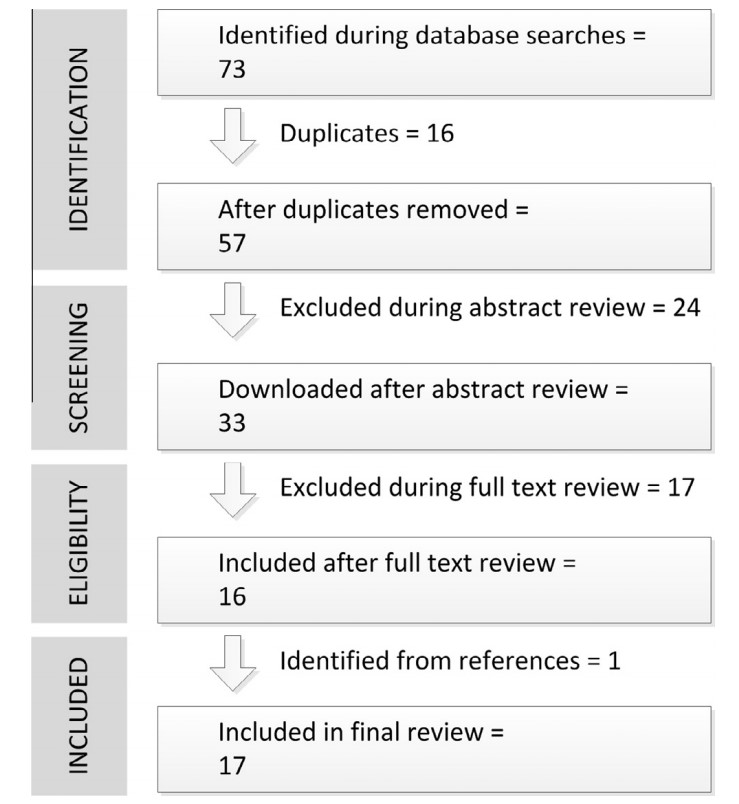 IDENTIFICATION
Identified during database searches =
73
Duplicates = 16
After duplicates removed =
57
SCREENING
Excluded during abstract review = 24
Downloaded after abstract review =
33
ELIGIBILITY
Excluded during full text review = 17
Included after full text review =
16
INCLUDED
Identified from references = 1
Included in final review =
17